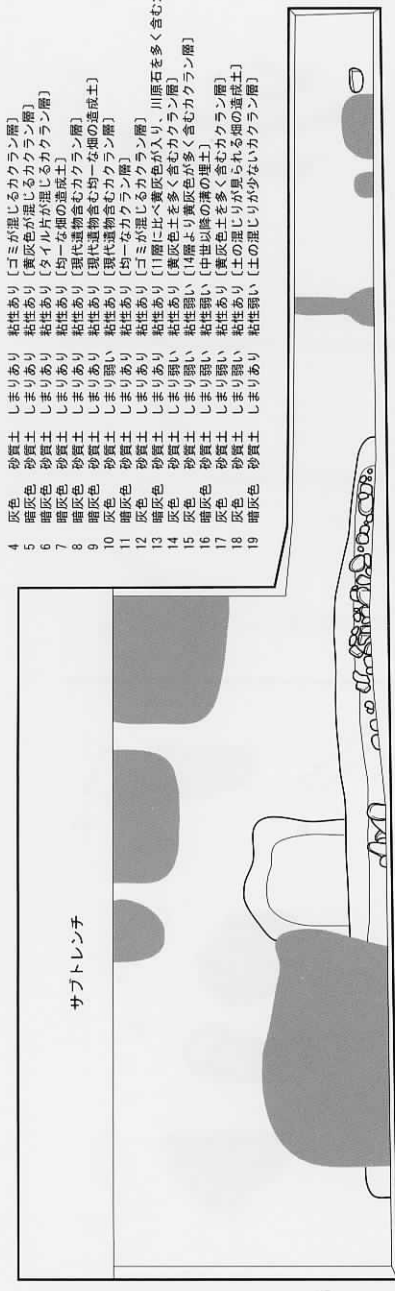 4　灰色　砂質土　しまりあり　粘性あり　[ゴミが混じるカクラン層]
5　暗灰色　砂質土　しまりあり　粘性あり　[黄灰色が混じるカクラン層]
6　暗灰色　砂質土　しまりあり　粘性あり　[タイル片が混じるカクラン層]
7　暗灰色　砂質土　しまりあり　粘性あり　[均一な畑の造成土]
8　暗灰色　砂質土　しまりあり　粘性あり　[現代遺物含むカクラン層]
9　暗灰色　砂質土　しまりあり　粘性あり　[現代遺物含む均一な畑の造成土]
10　灰色　砂質土　しまり弱い　粘性あり　[現代遺物含むカクラン層]
11　暗灰色　砂質土　しまりあり　粘性あり　[均一なカクラン層]
12　灰色　砂質土　しまりあり　粘性あり　[ゴミが混じるカクラン層]
13　暗灰色　砂質土　しまりあり　粘性あり　[11層に比べ黄灰色が入り、川原石を多く含む
14　灰色　砂質土　しまり弱い　粘性あり　[黄灰色土を多く含むカクラン層]
15　灰色　砂質土　しまり弱い　粘性弱い　[14層より黄灰色が多く含むカクラン層]
16　暗灰色　砂質土　しまり弱い　粘性弱い　[中世以降の溝の埋土]
17　灰色　砂質土　しまり弱い　粘性あり　[黄灰色土を多く含むカクラン層]
18　灰色　砂質土　しまり弱い　粘性あり　[土の混じりが見られる畑の造成土]
19　暗灰色　砂質土　しまりあり　粘性弱い　[土の混じりが少ないカクラン層]
サブトレンチ